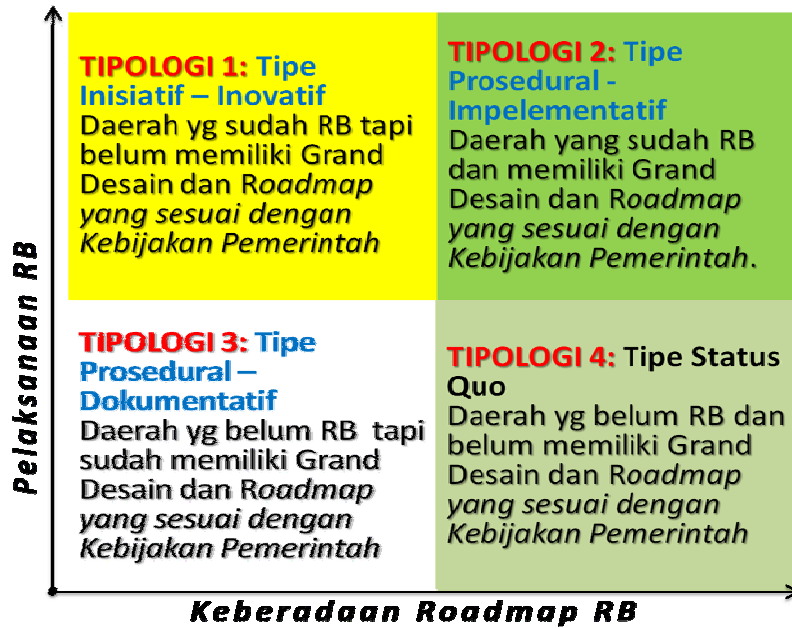 TIPOLOGI 1: Tipe
Inisiatif – Inovatif
Daerah yg sudah RB tapi
belum memiliki Grand
Desain dan Roadmap
yang sesuai dengan
Kebijakan Pemerintah
TIPOLOGI 2: Tipe
Prosedural -
Impelementatif
Daerah yang sudah RB
dan memiliki Grand
Desain dan Roadmap
yang sesuai dengan
Kebijakan Pemerintah.
TIPOLOGI 3: Tipe
Prosedural –
Dokumentatif
Daerah yg belum RB tapi
sudah memiliki Grand
Desain dan Roadmap
yang sesuai dengan
Kebijakan Pemerintah
TIPOLOGI 4: Tipe Status
Quo
Daerah yg belum RB dan
belum memiliki Grand
Desain dan Roadmap
yang sesuai dengan
Kebijakan Pemerintah
Pelaksanaan RB
Keberadaan Roadmap RB